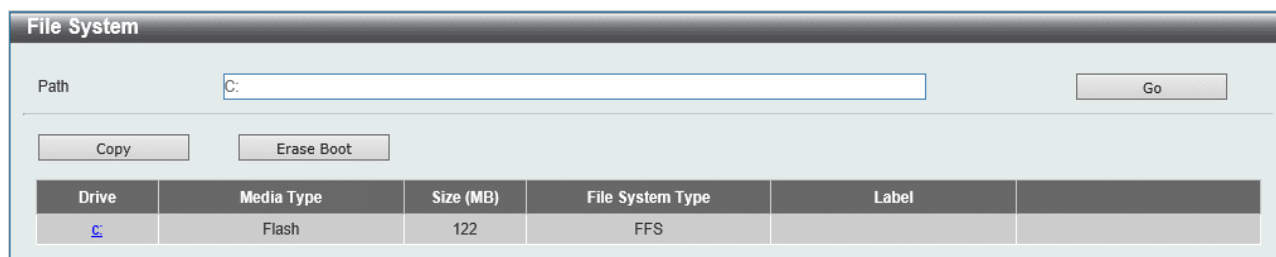 File System
Path C: Go
Copy Erase Boot
Drive Media Type Size (MB) File System Type Label
c: Flash 122 FFS